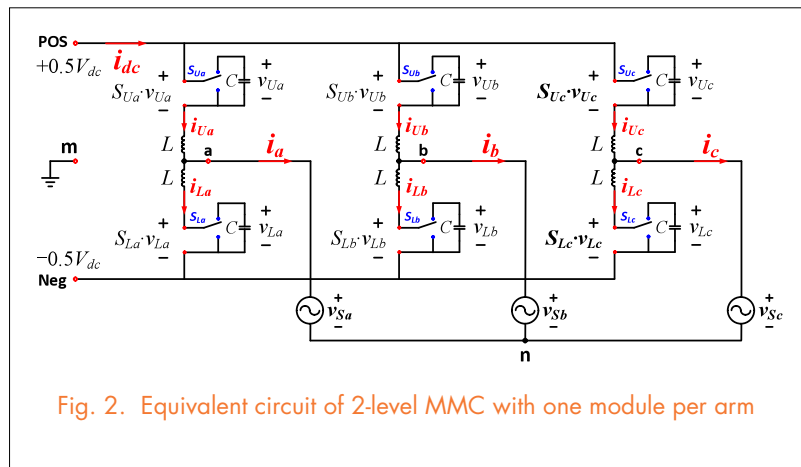 POS
i_dc
+0.5V_dc
S_Ua
C
v_Ua
+
−
S_Ua·v_Ua
+
−
S_Ub
C
v_Ub
+
−
S_Ub·v_Ub
+
−
S_Uc
C
v_Uc
+
−
S_Uc·v_Uc
+
−
i_Ua
i_Ub
i_Uc
m
L
a
i_a
L
b
i_b
L
c
i_c
L
i_La
L
i_Lb
L
i_Lc
S_La
C
v_La
+
−
S_La·v_La
+
−
S_Lb
C
v_Lb
+
−
S_Lb·v_Lb
+
−
S_Lc
C
v_Lc
+
−
S_Lc·v_Lc
+
−
−0.5V_dc
Neg
+
v_Sa
−
+
v_Sb
−
+
v_Sc
−
n
Fig. 2. Equivalent circuit of 2-level MMC with one module per arm